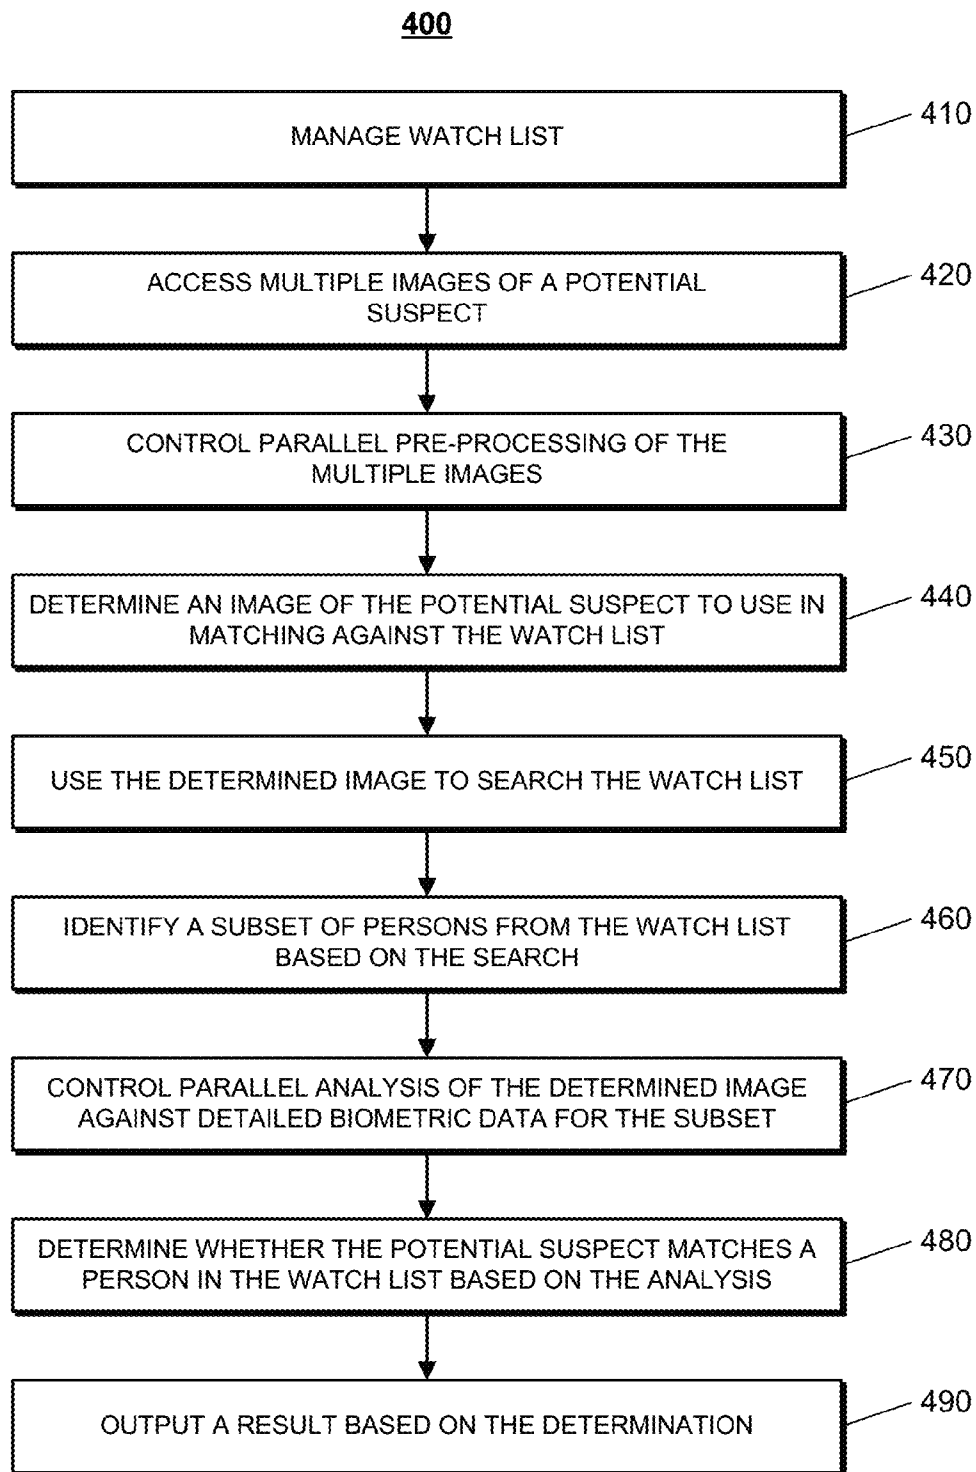 400
MANAGE WATCH LIST
410
ACCESS MULTIPLE IMAGES OF A POTENTIAL
SUSPECT
420
CONTROL PARALLEL PRE-PROCESSING OF THE
MULTIPLE IMAGES
430
DETERMINE AN IMAGE OF THE POTENTIAL SUSPECT TO USE IN
MATCHING AGAINST THE WATCH LIST
440
USE THE DETERMINED IMAGE TO SEARCH THE WATCH LIST
450
IDENTIFY A SUBSET OF PERSONS FROM THE WATCH LIST
BASED ON THE SEARCH
460
CONTROL PARALLEL ANALYSIS OF THE DETERMINED IMAGE
AGAINST DETAILED BIOMETRIC DATA FOR THE SUBSET
470
DETERMINE WHETHER THE POTENTIAL SUSPECT MATCHES A
PERSON IN THE WATCH LIST BASED ON THE ANALYSIS
480
OUTPUT A RESULT BASED ON THE DETERMINATION
490